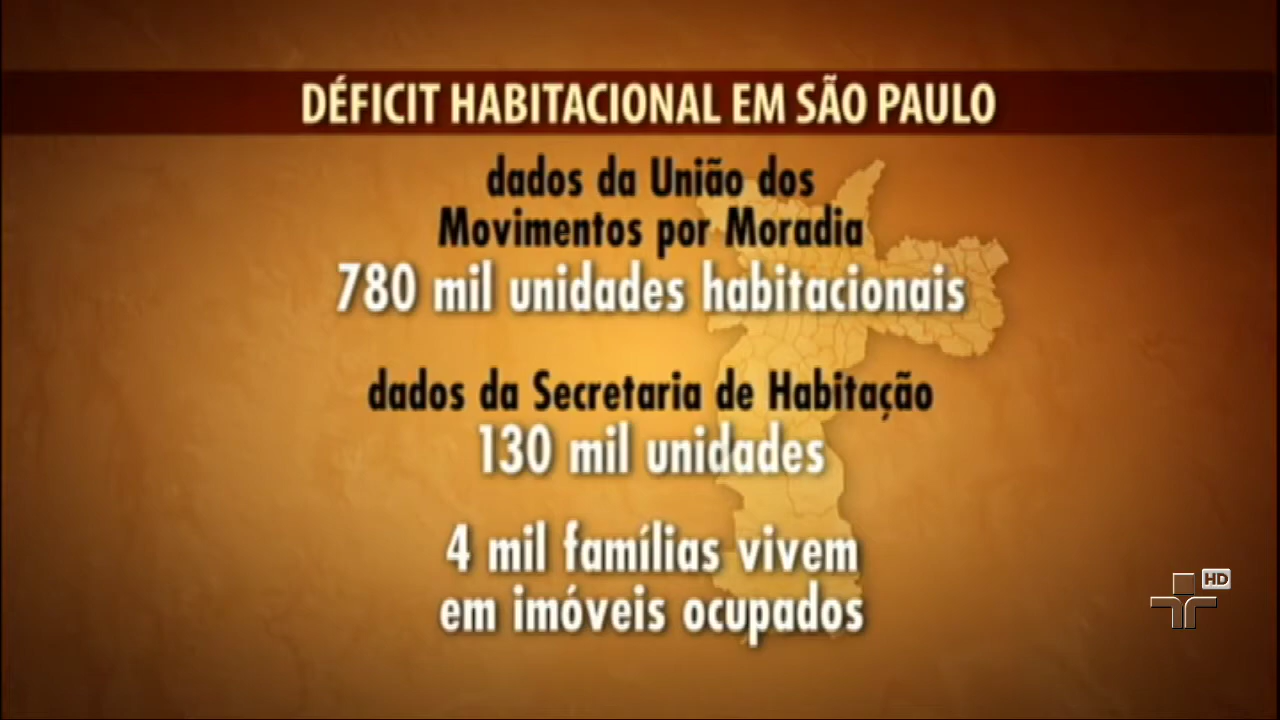 DÉFICIT HABITACIONAL EM SÃO PAULO
dados da União dos
Movimentos por Moradia
780 mil unidades habitacionais
dados da Secretaria de Habitação
130 mil unidades
4 mil famílias vivem
em imóveis ocupados
HD